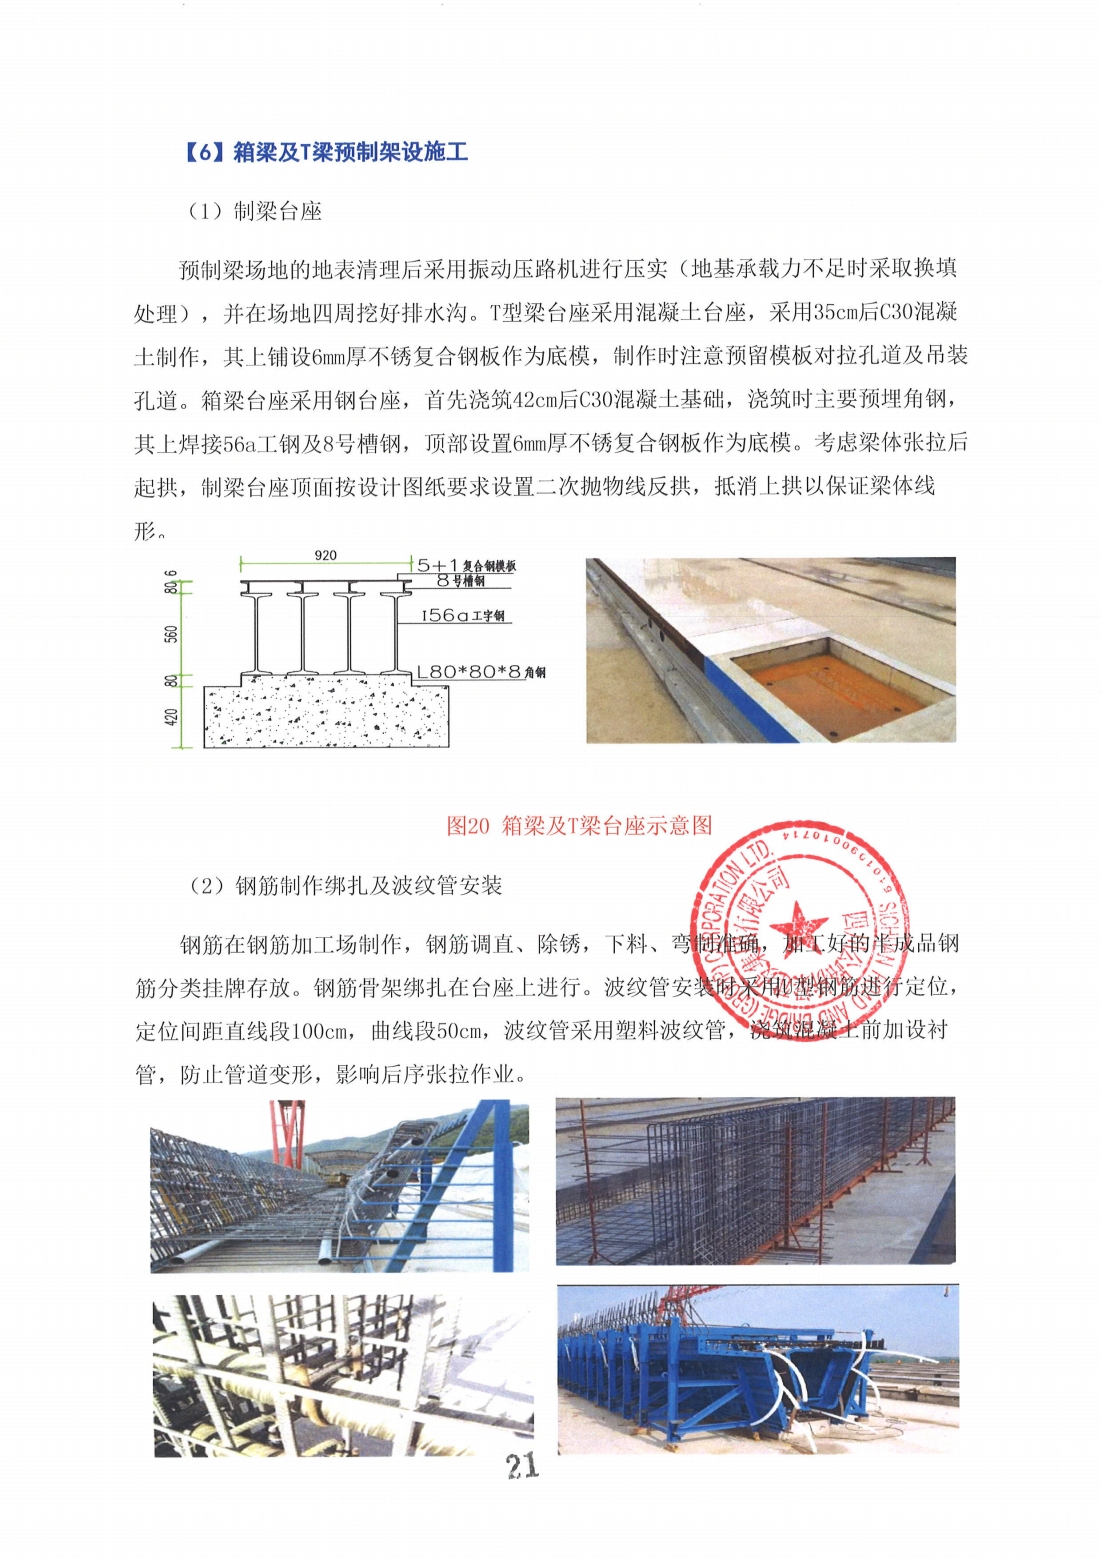 【6】箱梁及T梁预制架设施工
（1）制梁台座
预制梁场地的地表清理后采用振动压路机进行压实（地基承载力不足时采取换填
处理），并在场地四周挖好排水沟。T型梁台座采用混凝土台座，采用35cm后C30混凝
土制作，其上铺设6mm厚不锈复合钢板作为底模，制作时注意预留模板对拉孔道及吊装
孔道。箱梁台座采用钢台座，首先浇筑42cm后C30混凝土基础，浇筑时主要预埋角钢，
其上焊接56a工钢及8号槽钢，顶部设置6mm厚不锈复合钢板作为底模。考虑梁体张拉后
起拱，制梁台座顶面按设计图纸要求设置二次抛物线反拱，抵消上拱以保证梁体线
形。
920
5+1复合钢模板
8号槽钢
I56a工字钢
L80*80*8角钢
6
80
560
80
420
图20 箱梁及T梁台座示意图
（2）钢筋制作绑扎及波纹管安装
钢筋在钢筋加工场制作，钢筋调直、除锈，下料、弯制准确，加工好的半成品钢
筋分类挂牌存放。钢筋骨架绑扎在台座上进行。波纹管安装时采用U型钢筋进行定位，
定位间距直线段100cm，曲线段50cm，波纹管采用塑料波纹管，浇筑混凝土前加设衬
管，防止管道变形，影响后序张拉作业。
SICHUAN ROAD AND BRIDGE (GROUP) CORPORATION LTD.
有限公司
21